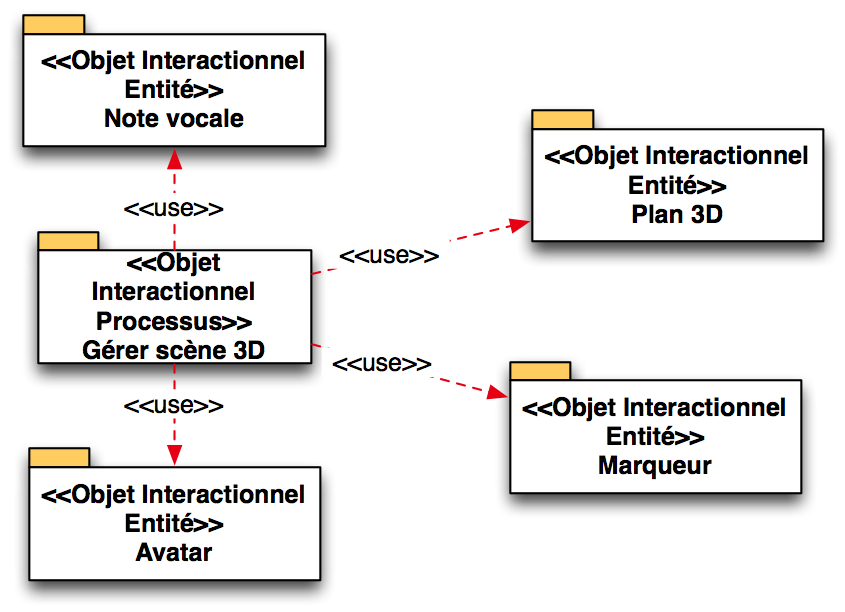 <<Objet Interactionnel
Entité>>
Note vocale
<<use>>
<<Objet Interactionnel
Entité>>
Plan 3D
<<Objet
Interactionnel
Processus>>
Gérer scène 3D
<<use>>
<<use>>
<<use>>
<<Objet Interactionnel
Entité>>
Marqueur
<<Objet Interactionnel
Entité>>
Avatar